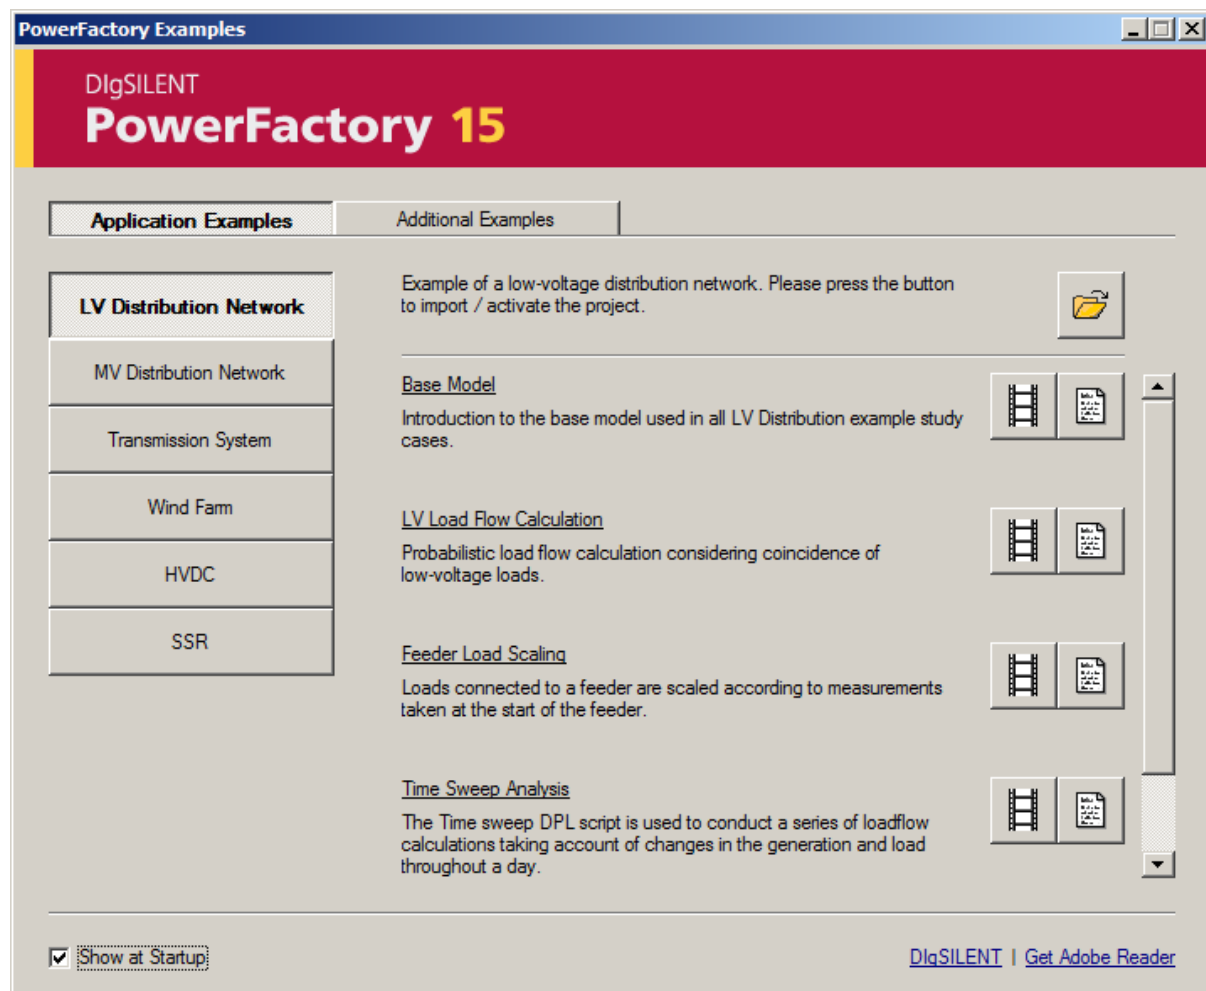 PowerFactory Examples
DIgSILENT
PowerFactory 15
Application Examples
Additional Examples
LV Distribution Network
MV Distribution Network
Transmission System
Wind Farm
HVDC
SSR
Example of a low-voltage distribution network. Please press the button
to import / activate the project.
Base Model
Introduction to the base model used in all LV Distribution example study
cases.
LV Load Flow Calculation
Probabilistic load flow calculation considering coincidence of
low-voltage loads.
Feeder Load Scaling
Loads connected to a feeder are scaled according to measurements
taken at the start of the feeder.
Time Sweep Analysis
The Time sweep DPL script is used to conduct a series of loadflow
calculations taking account of changes in the generation and load
throughout a day.
Show at Startup
DIgSILENT | Get Adobe Reader